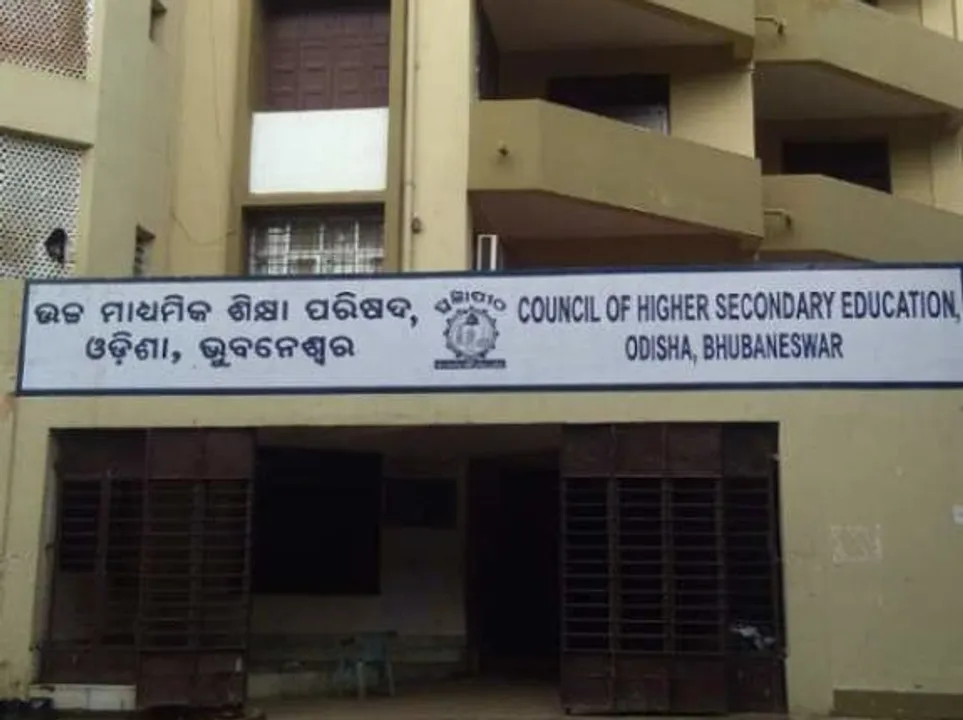 ଉଚ୍ଚ ମାଧ୍ୟମିକ ଶିକ୍ଷା ପରିଷଦ,
ଓଡ଼ିଶା, ଭୁବନେଶ୍ୱର
COUNCIL OF HIGHER SECONDARY EDUCATION,
ODISHA, BHUBANESWAR